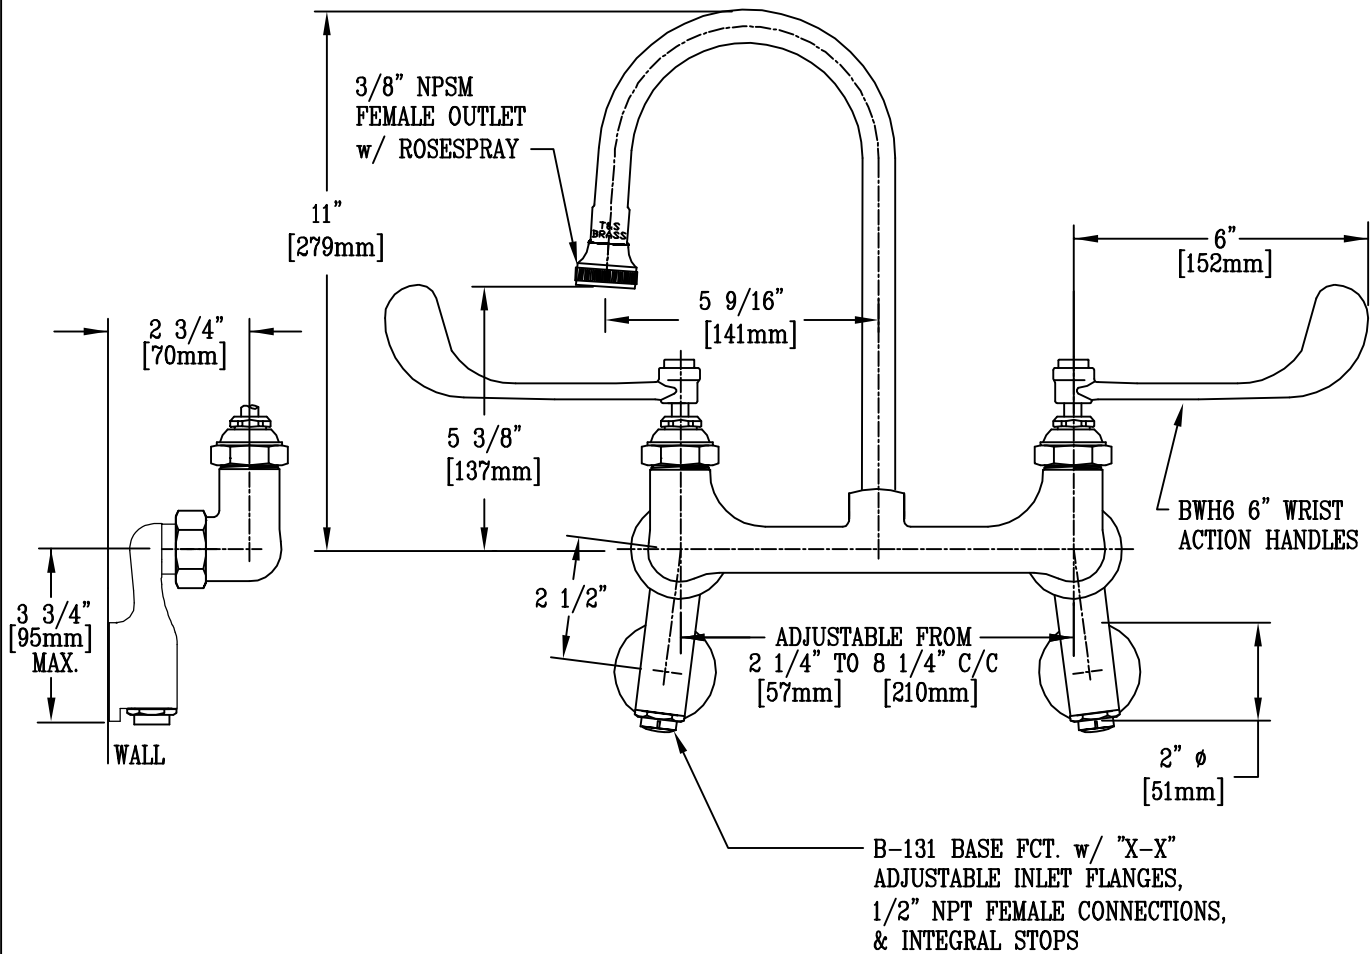 3/8" NPSM
FEMALE OUTLET
w/ ROSESPRAY
11"
[279mm]
T&S
BRASS
6"
[152mm]
5 9/16"
[141mm]
2 3/4"
[70mm]
5 3/8"
[137mm]
BWH6 6" WRIST
ACTION HANDLES
2 1/2"
3 3/4"
[95mm]
MAX.
ADJUSTABLE FROM
2 1/4" TO 8 1/4" C/C
[57mm] [210mm]
WALL
2" ø
[51mm]
B-131 BASE FCT. w/ "X-X"
ADJUSTABLE INLET FLANGES,
1/2" NPT FEMALE CONNECTIONS,
& INTEGRAL STOPS